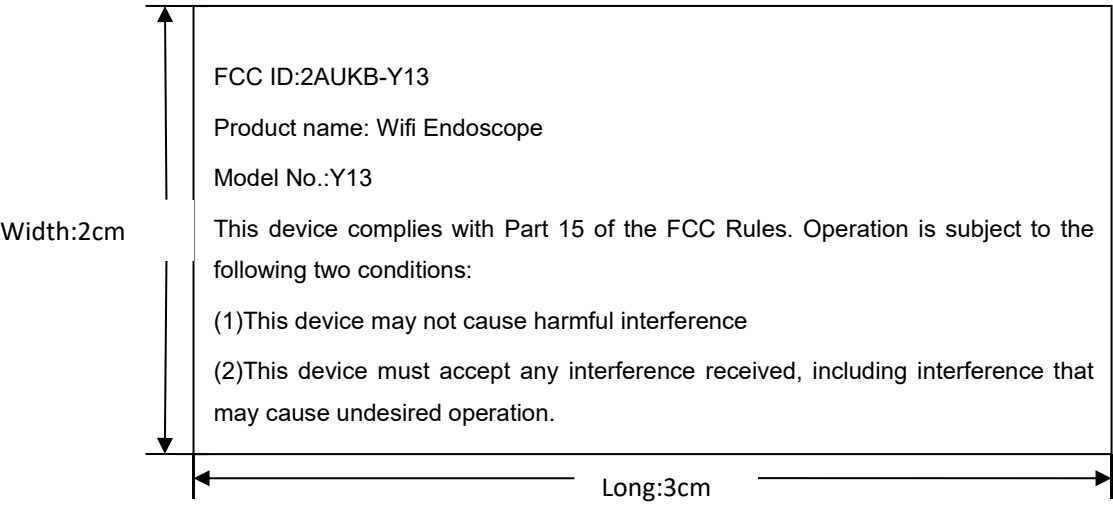 FCC ID:2AUKB-Y13
Product name: Wifi Endoscope
Model No.:Y13
Width:2cm
This device complies with Part 15 of the FCC Rules. Operation is subject to the
following two conditions:
(1)This device may not cause harmful interference
(2)This device must accept any interference received, including interference that
may cause undesired operation.
Long:3cm